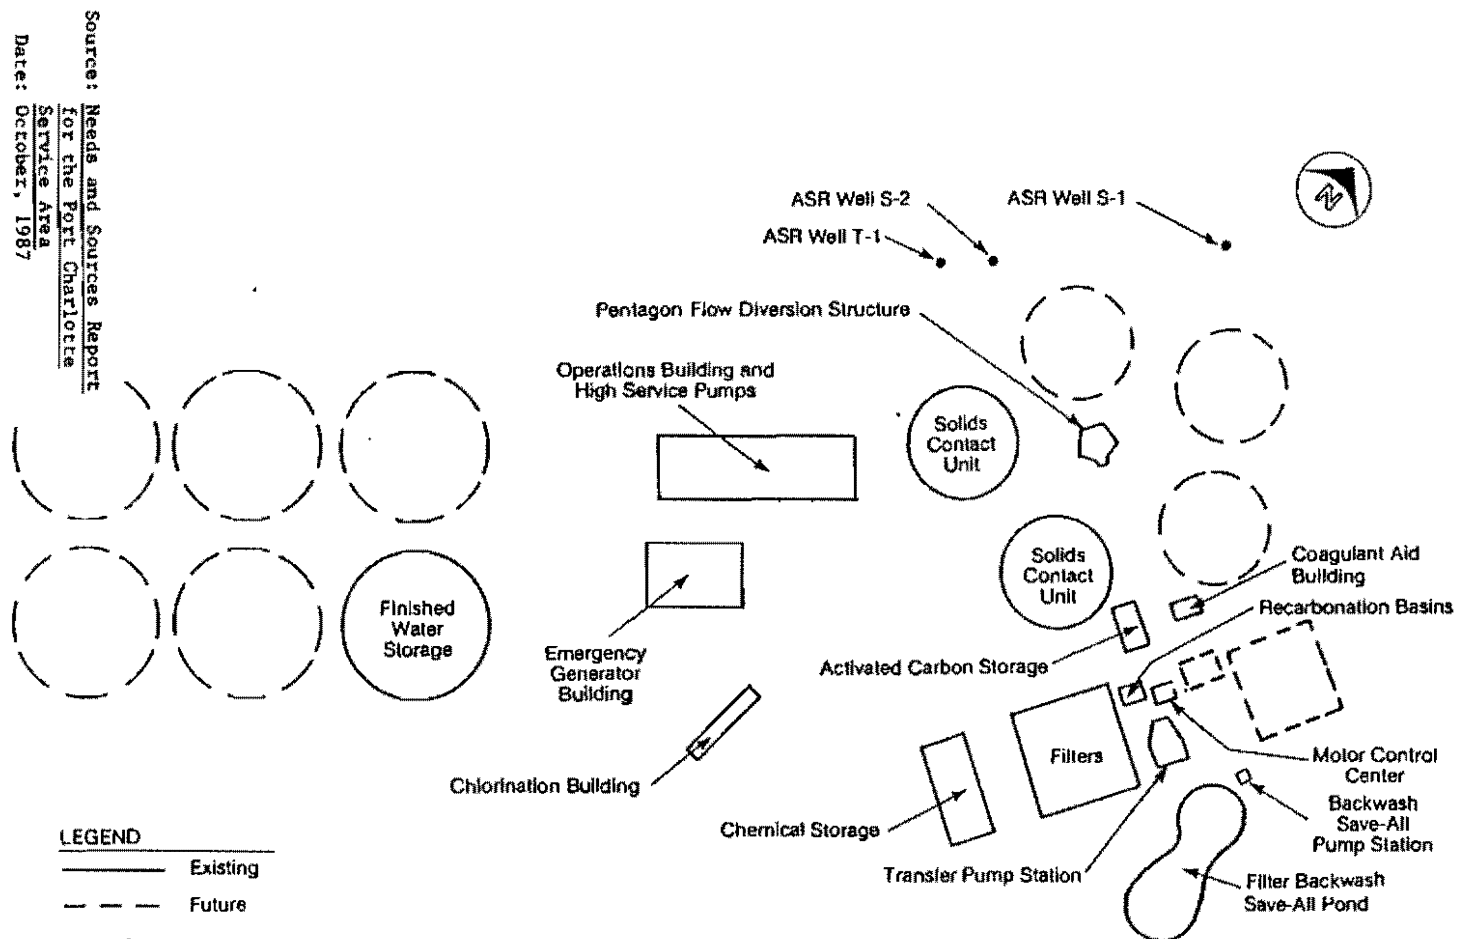 Source: Needs and Sources Report
for the Port Charlotte
Service Area
Date: October, 1987
N
ASR Well S-2
ASR Well S-1
ASR Well T-1
Pentagon Flow Diversion Structure
Operations Building and
High Service Pumps
Solids
Contact
Unit
Solids
Contact
Unit
Coagulant Aid
Building
Recarbonation Basins
Finished
Water
Storage
Emergency
Generator
Building
Activated Carbon Storage
Filters
Motor Control
Center
Chlorination Building
Chemical Storage
Backwash
Save-All
Pump Station
Transfer Pump Station
Filter Backwash
Save-All Pond
LEGEND
Existing
Future